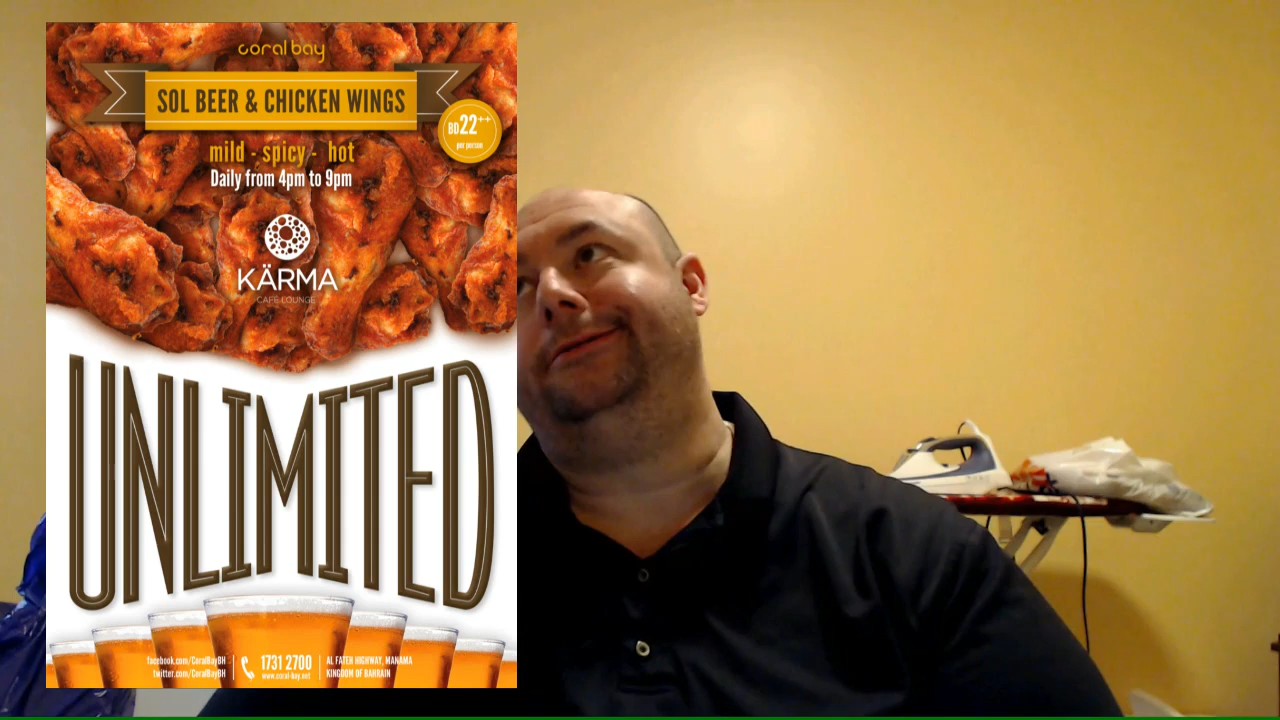 coral bay
SOL BEER & CHICKEN WINGS
BD22++
per person
mild - spicy - hot
Daily from 4pm to 9pm
KÄRMA
CAFE LOUNGE
UNLIMITED
facebook.com/CoralBayBH
twitter.com/CoralBayBH
1731 2700
www.coral-bay.net
AL FATEH HIGHWAY, MANAMA
KINGDOM OF BAHRAIN